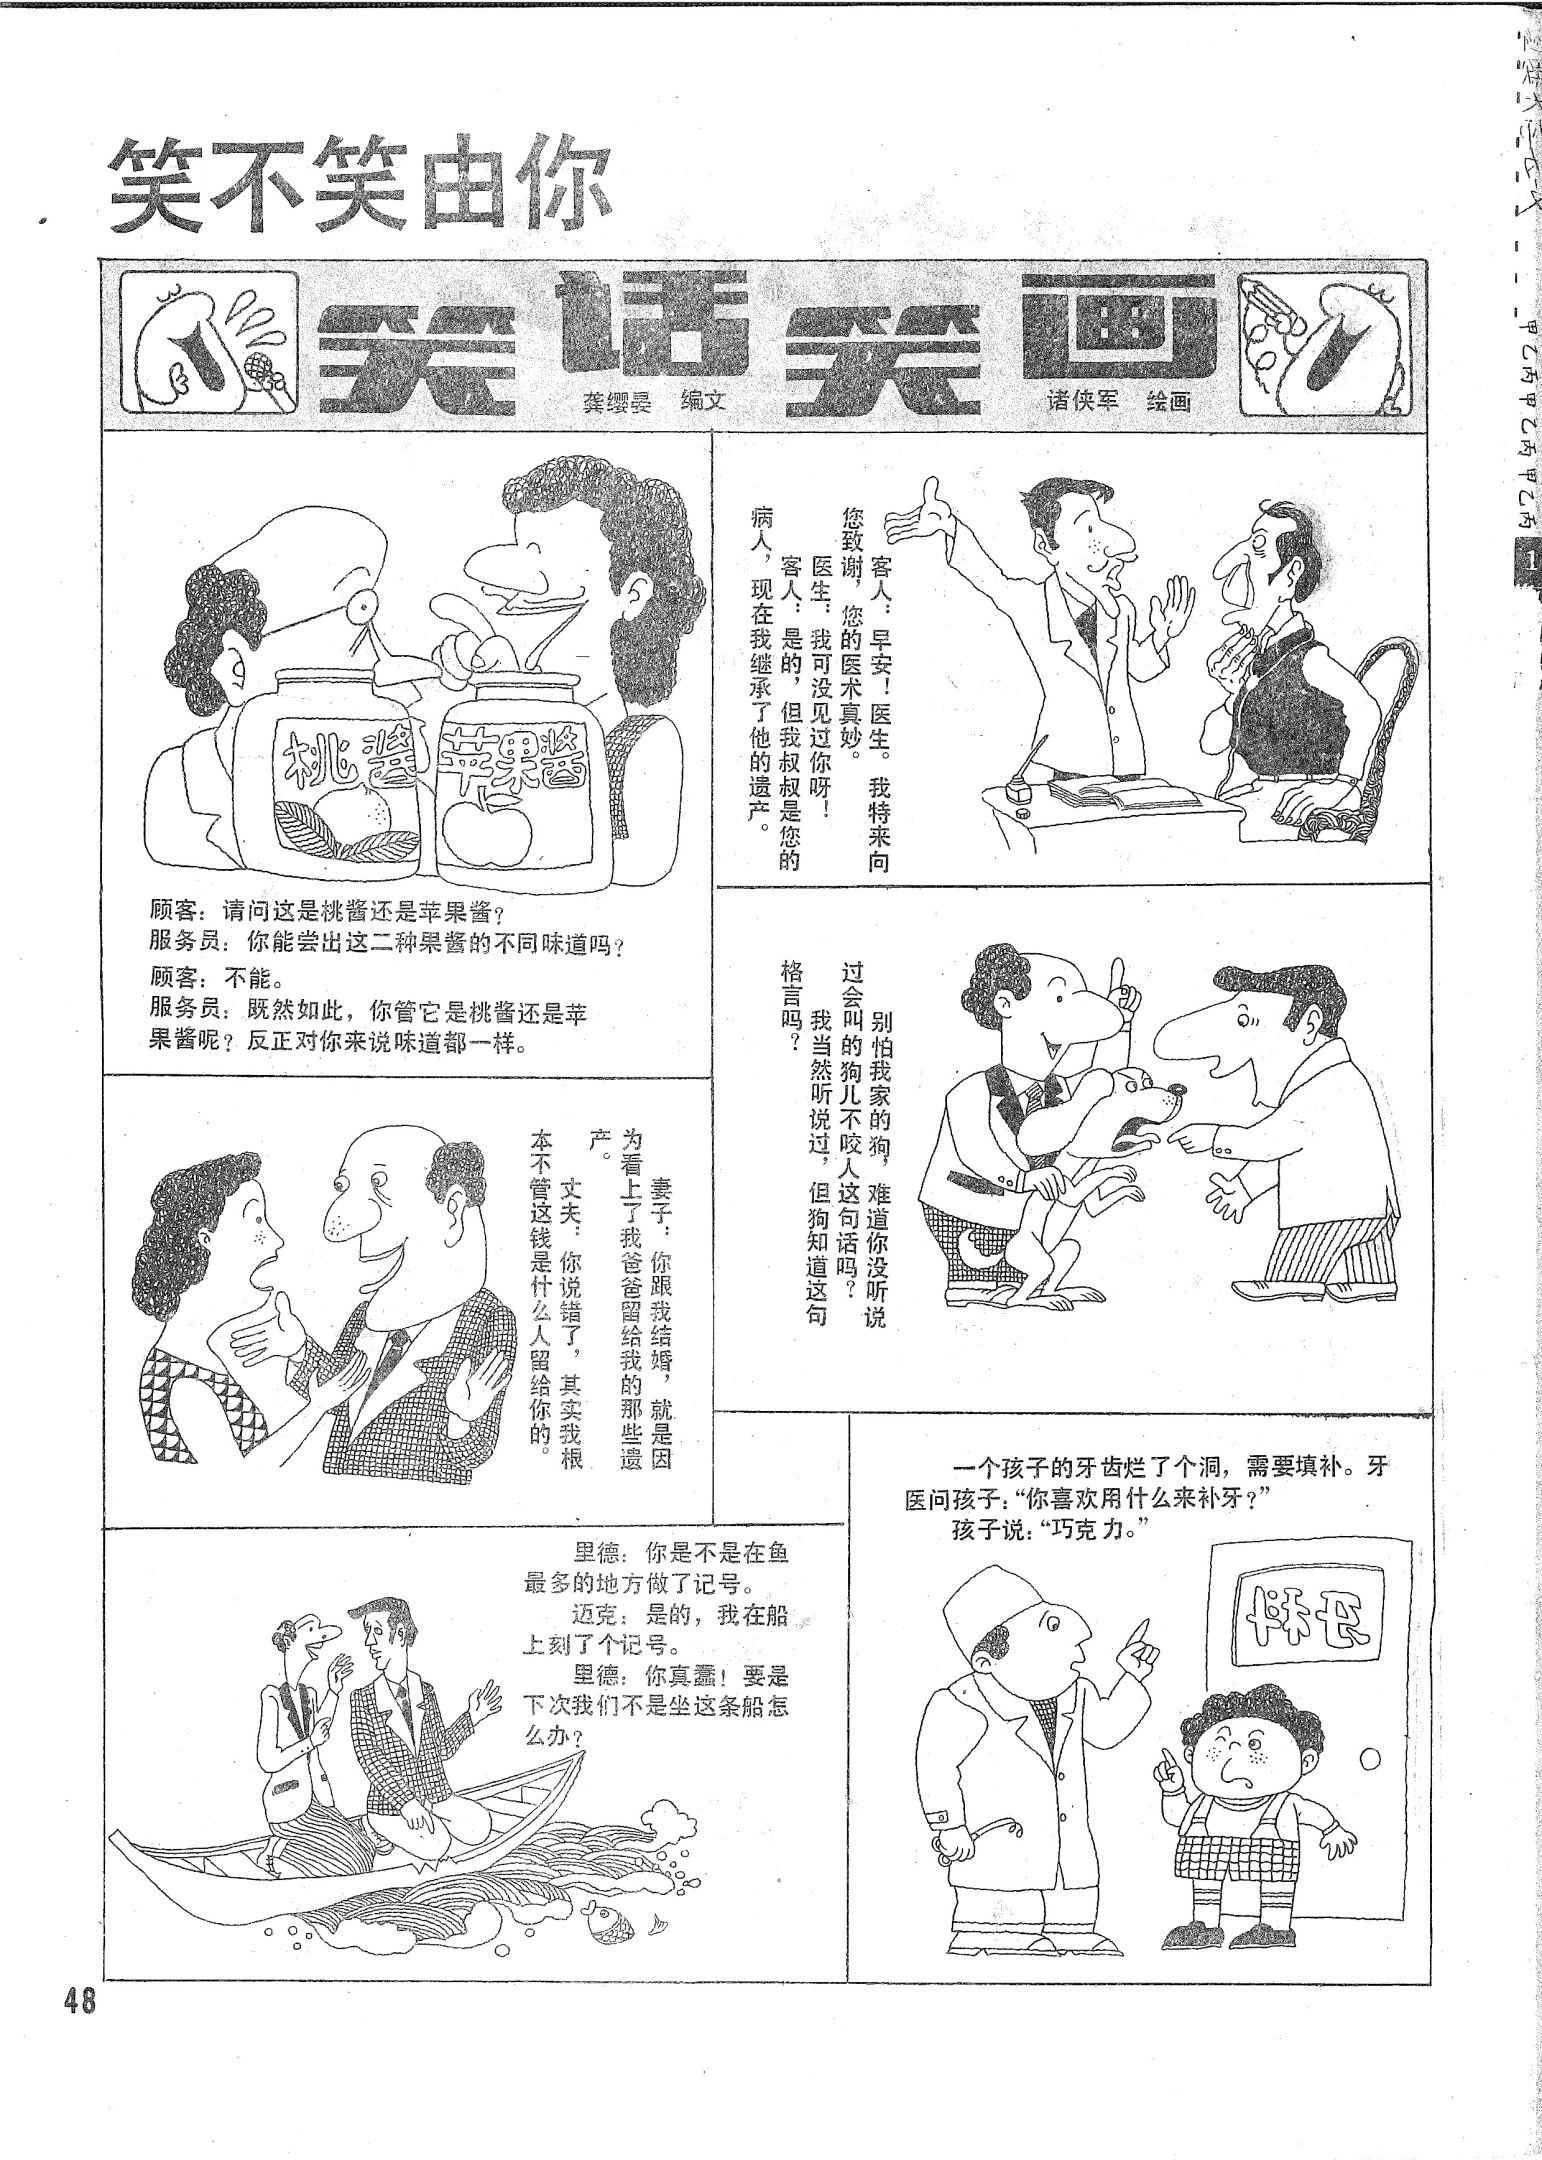 笑不笑由你
笑话笑画
龚缨晏 编文
诸侠军 绘画
桃酱
苹果酱
顾客：请问这是桃酱还是苹果酱？
服务员：你能尝出这二种果酱的不同味道吗？
顾客：不能。
服务员：既然如此，你管它是桃酱还是苹
果酱呢？反正对你来说味道都一样。
客人：早安！医生。我特来向
您致谢，您的医术真妙。
医生：我可没见过你呀！
客人：是的，但我叔叔是您的
病人，现在我继承了他的遗产。
别怕我家的狗，难道你没听说
过会叫的狗儿不咬人这句话吗？
我当然听说过，但狗知道这句
格言吗？
妻子：你跟我结婚，就是因
为看上了我爸爸留给我的那些遗
产。
丈夫：你说错了，其实我根
本不管这钱是什么人留给你的。
里德：你是不是在鱼
最多的地方做了记号。
迈克：是的，我在船
上刻了个记号。
里德：你真蠢！要是
下次我们不是坐这条船怎
么办？
一个孩子的牙齿烂了个洞，需要填补。牙
医问孩子：“你喜欢用什么来补牙？”
孩子说：“巧克力。”
牙科
48
甲乙丙甲乙丙甲乙丙
1